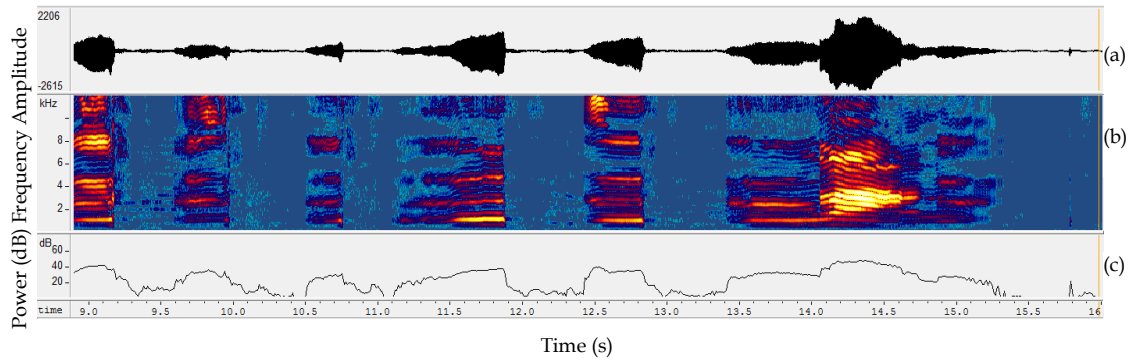 2206
-2615
Amplitude
(a)
kHz
8
6
4
2
Frequency
(b)
dB
60
40
20
Power (dB)
(c)
time 9.0 9.5 10.0 10.5 11.0 11.5 12.0 12.5 13.0 13.5 14.0 14.5 15.0 15.5 16
Time (s)